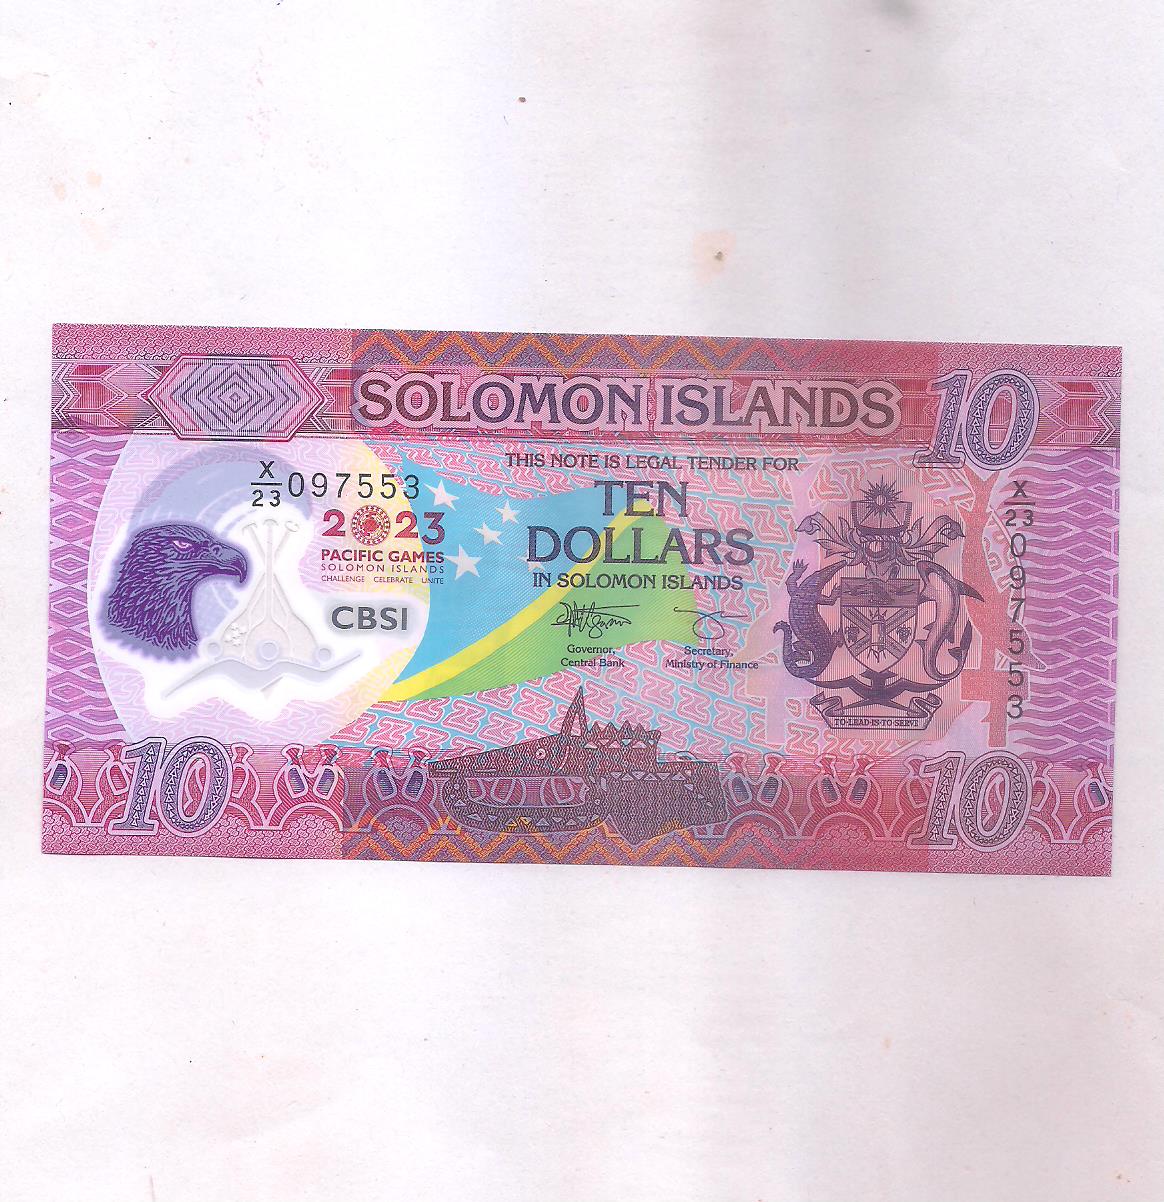 SOLOMON ISLANDS
10
THIS NOTE IS LEGAL TENDER FOR
TEN
DOLLARS
IN SOLOMON ISLANDS
Governor,
Central Bank
Secretary,
Ministry of Finance
X/23 097553
2023
PACIFIC GAMES
SOLOMON ISLANDS
CHALLENGE CELEBRATE UNITE
CBSI
X/23 097553
TO LEAD IS TO SERVE
10
10